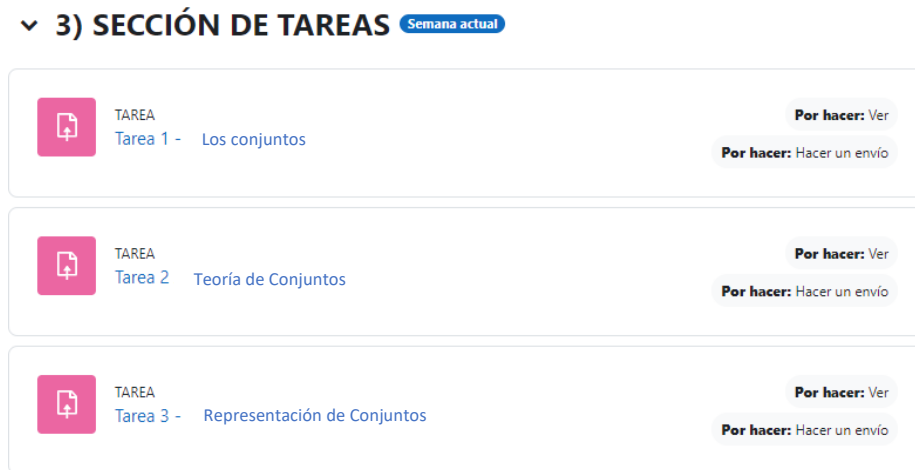 3) SECCIÓN DE TAREAS Semana actual
TAREA
Por hacer: Ver
Tarea 1 - Los conjuntos
Por hacer: Hacer un envío
TAREA
Por hacer: Ver
Tarea 2 Teoría de Conjuntos
Por hacer: Hacer un envío
TAREA
Por hacer: Ver
Tarea 3 - Representación de Conjuntos
Por hacer: Hacer un envío